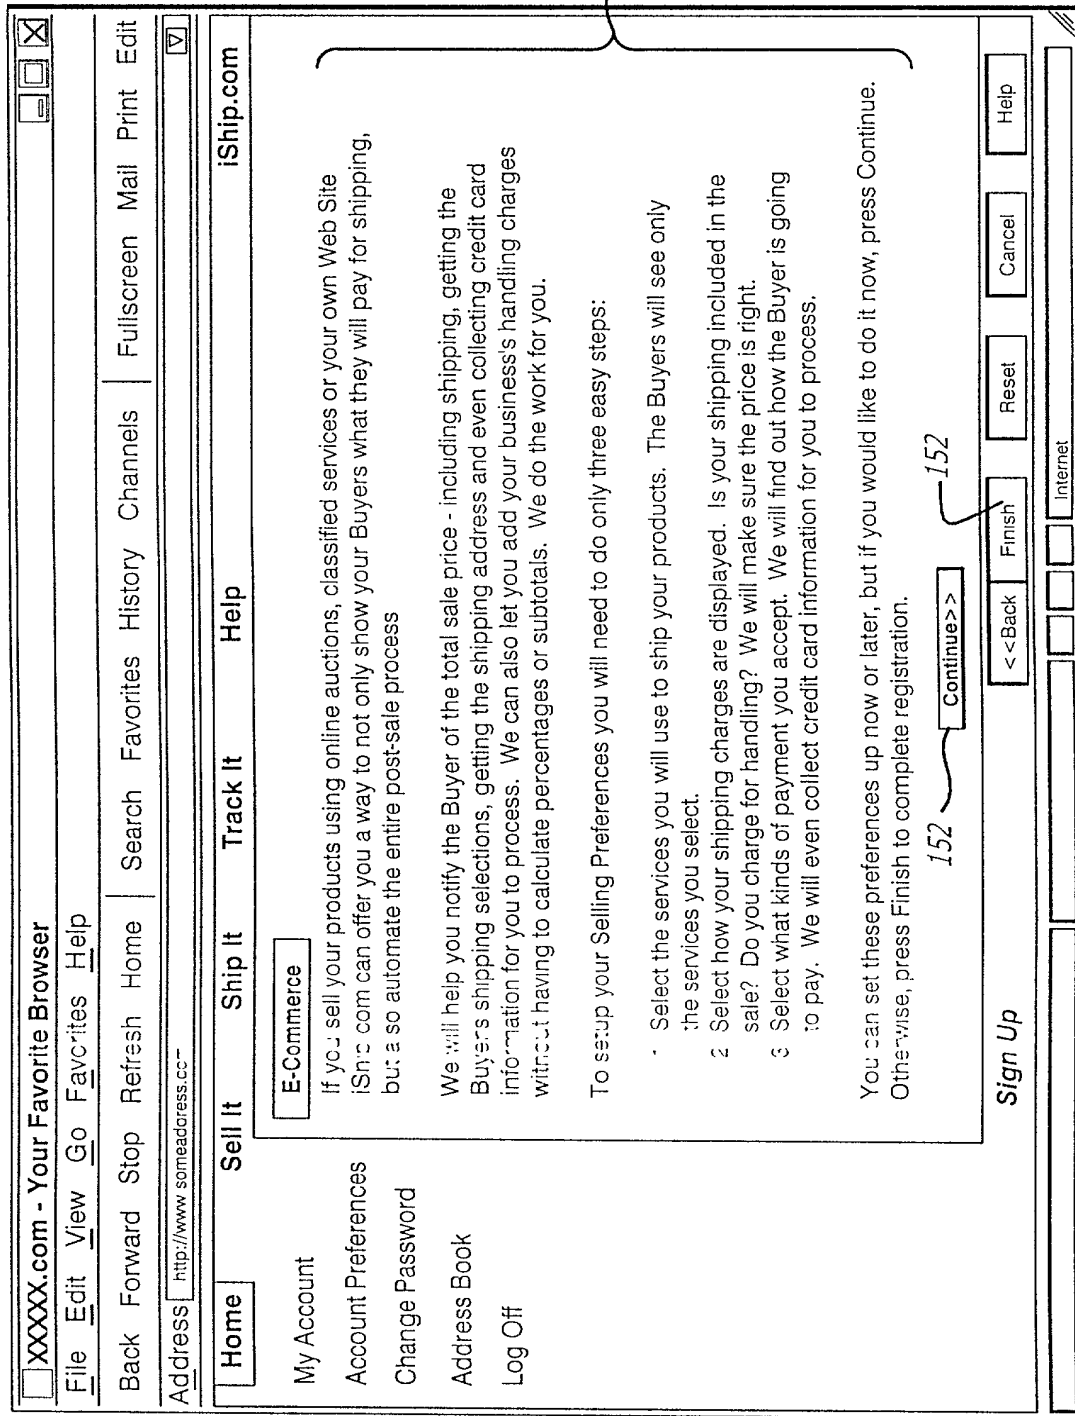 XXXXX.com - Your Favorite Browser
File Edit View Go Favorites Help
Back Forward Stop Refresh Home Search Favorites History Channels Fullscreen Mail Print Edit
Address http://www someaddress.com
Home Sell It Ship It Track It Help iShip.com
My Account
Account Preferences
Change Password
Address Book
Log Off
E-Commerce
If you sell your products using online auctions, classified services or your own Web Site
iShip com can offer you a way to not only show your Buyers what they will pay for shipping,
but also automate the entire post-sale process
We will help you notify the Buyer of the total sale price - including shipping, getting the
Buyers shipping selections, getting the shipping address and even collecting credit card
information for you to process. We can also let you add your business's handling charges
without having to calculate percentages or subtotals. We do the work for you.
To setup your Selling Preferences you will need to do only three easy steps:
Select the services you will use to ship your products. The Buyers will see only
the services you select.
2 Select how your shipping charges are displayed. Is your shipping included in the
sale? Do you charge for handling? We will make sure the price is right.
3 Select what kinds of payment you accept. We will find out how the Buyer is going
to pay. We will even collect credit card information for you to process.
You can set these preferences up now or later, but if you would like to do it now, press Continue.
Otherwise, press Finish to complete registration.
152 Continue>> 152
Sign Up <<Back Finish Reset Cancel Help
Internet